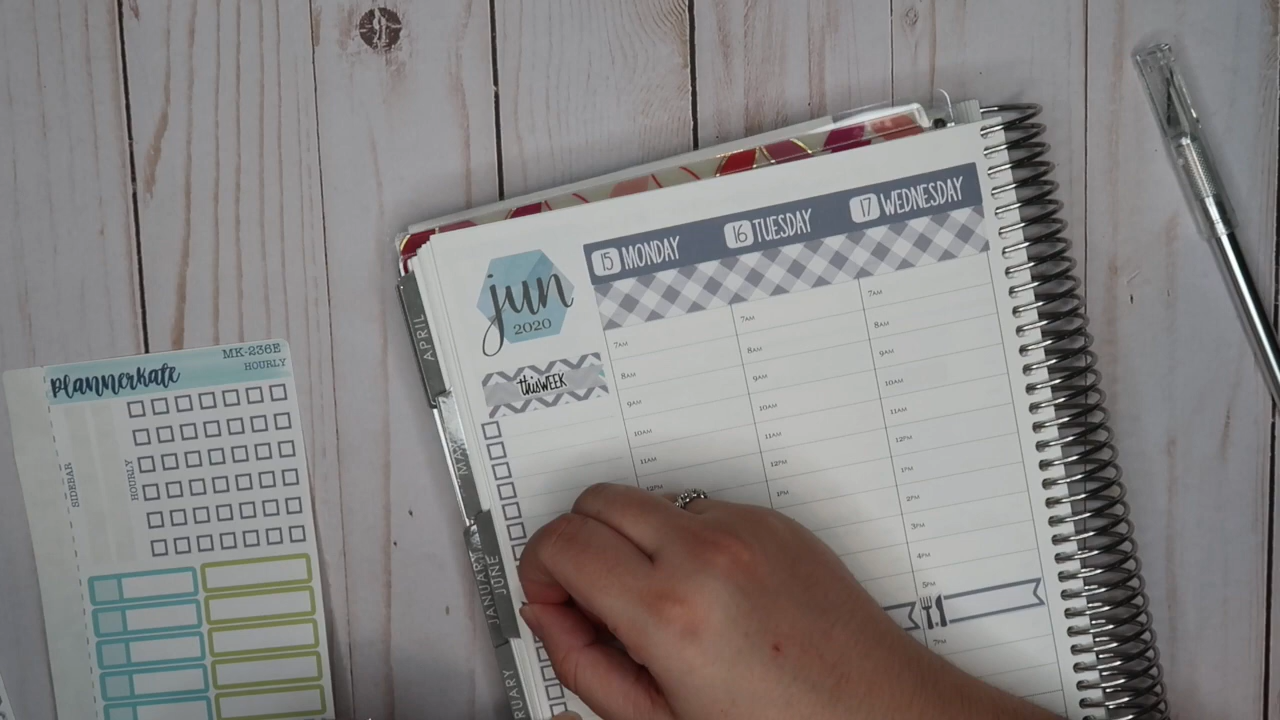 15 MONDAY
16 TUESDAY
17 WEDNESDAY
jun
2020
thisWEEK
7AM
8AM
9AM
10AM
11AM
12PM
7AM
8AM
9AM
10AM
11AM
12PM
1PM
7AM
8AM
9AM
10AM
11AM
12PM
1PM
2PM
3PM
4PM
5PM
7PM
APRIL
MAY
JANUARY
JUNE
plannerkate
MK-236E
HOURLY
HOURLY
SIDEBAR